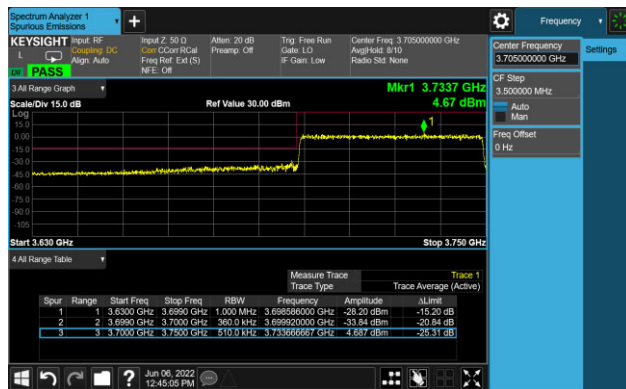 Spectrum Analyzer 1
Spurious Emissions
Frequency
KEYSIGHT Input: RF Input Z: 50 Ω Atten: 20 dB Trig: Free Run Center Freq: 3.705000000 GHz
Coupling: DC Corr CCorr RCal Preamp: Off Gate: LO Avg|Hold: 8/10
Align: Auto Freq Ref: Ext (S) IF Gain: Low Radio Std: None
NFE: Off
PASS
Center Frequency
3.705000000 GHz
Settings
CF Step
3.500000 MHz
Auto
Man
Freq Offset
0 Hz
3 All Range Graph
Mkr1 3.7337 GHz
Scale/Div 15.0 dB Ref Value 30.00 dBm 4.67 dBm
Log
15.0
0.00
-15.0
-30.0
-45.0
-60.0
-75.0
-90.0
-105
1
Start 3.630 GHz Stop 3.750 GHz
4 All Range Table
Measure Trace Trace 1
Trace Type Trace Average (Active)
Spur Range Start Freq Stop Freq RBW Frequency Amplitude ΔLimit
1 1 3.6300 GHz 3.6990 GHz 1.000 MHz 3.698586000 GHz -28.20 dBm -15.20 dB
2 2 3.6990 GHz 3.7000 GHz 360.0 kHz 3.699920000 GHz -33.84 dBm -20.84 dB
3 3 3.7000 GHz 3.7500 GHz 510.0 kHz 3.733666667 GHz 4.687 dBm -25.31 dB
Jun 06, 2022
12:45:05 PM